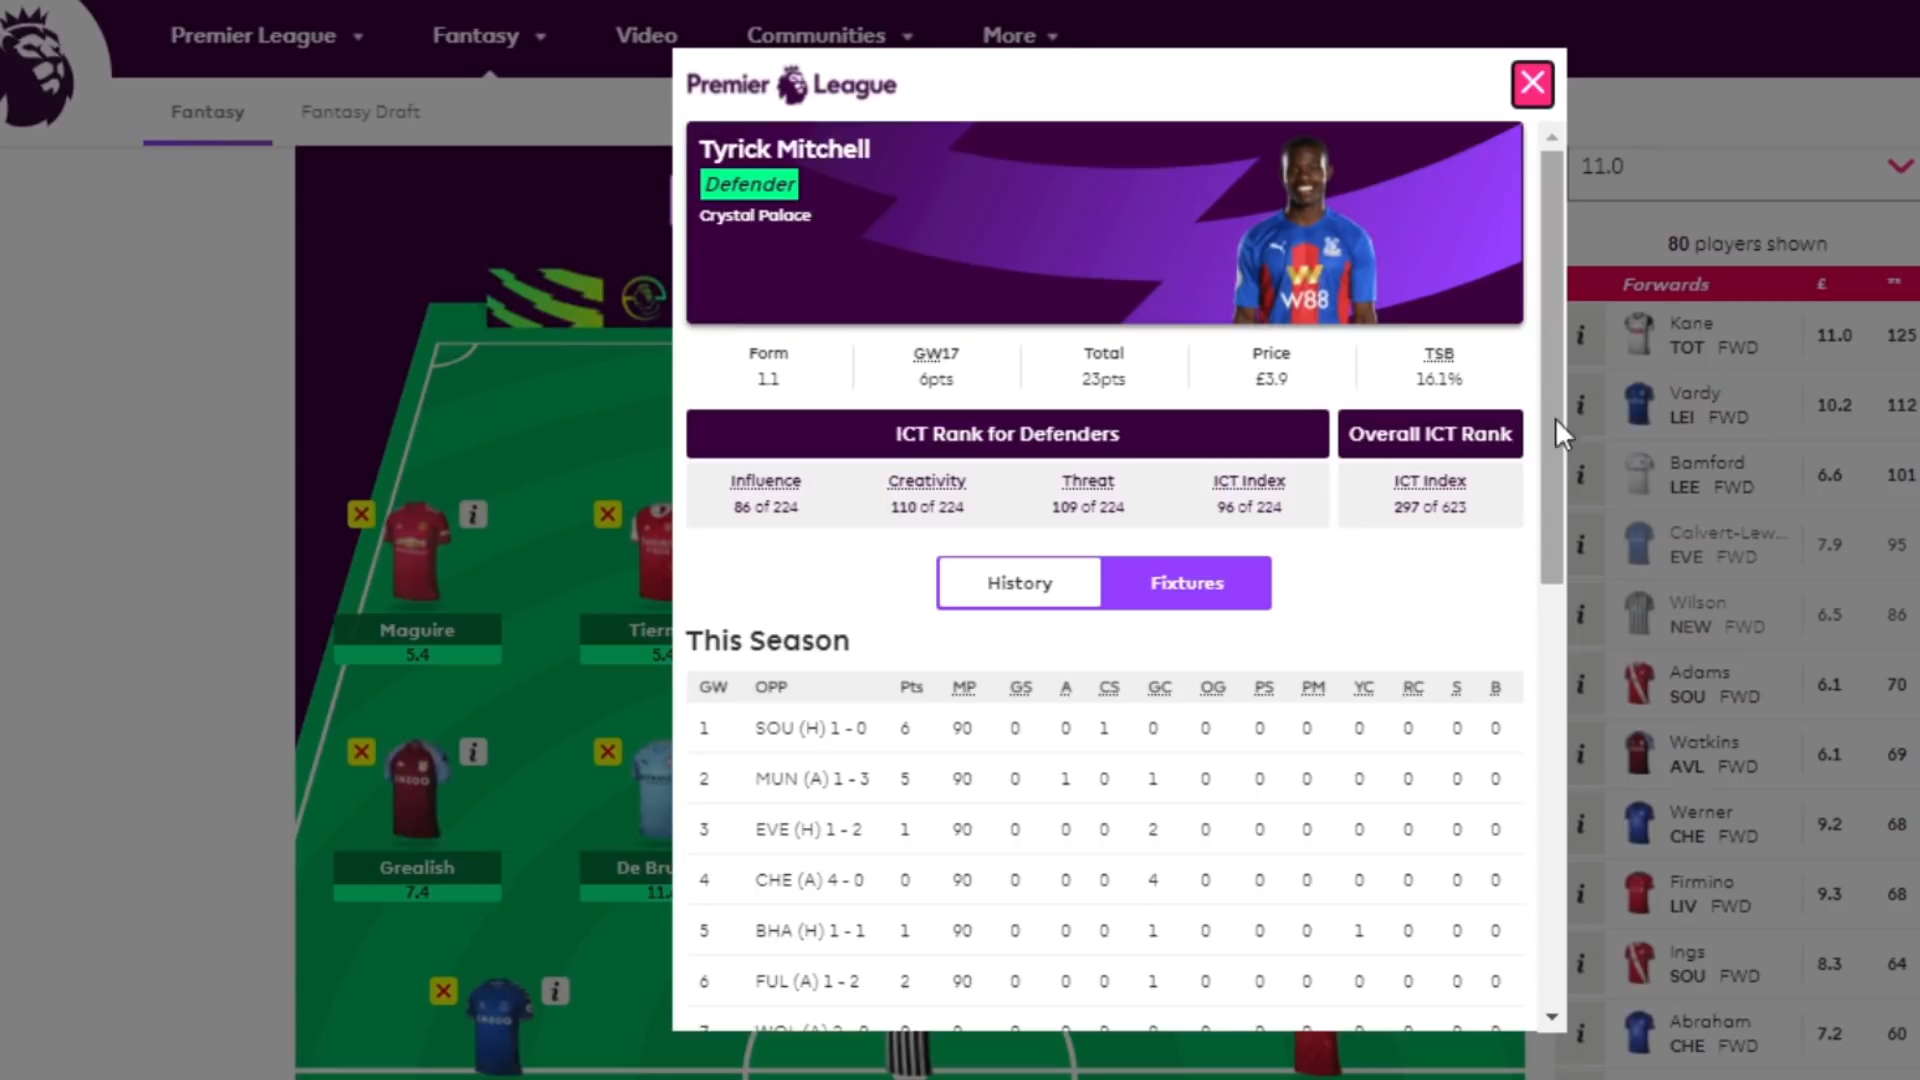 Premier League
Fantasy
Video
Communities
More
Fantasy
Fantasy Draft
Premier League
Tyrick Mitchell
Defender
Crystal Palace
W88
Form
1.1
GW17
6pts
Total
23pts
Price
£3.9
TSB
16.1%
ICT Rank for Defenders
Overall ICT Rank
Influence
86 of 224
Creativity
110 of 224
Threat
109 of 224
ICT Index
96 of 224
ICT Index
297 of 623
History
Fixtures
This Season
GW OPP Pts MP GS A CS GC OG PS PM YC RC S B
1 SOU (H) 1 - 0 6 90 0 0 1 0 0 0 0 0 0 0 0
2 MUN (A) 1 - 3 5 90 0 1 0 1 0 0 0 0 0 0 0
3 EVE (H) 1 - 2 1 90 0 0 0 2 0 0 0 0 0 0 0
4 CHE (A) 4 - 0 0 90 0 0 0 4 0 0 0 0 0 0 0
5 BHA (H) 1 - 1 1 90 0 0 0 1 0 0 0 1 0 0 0
6 FUL (A) 1 - 2 2 90 0 0 0 1 0 0 0 0 0 0 0
Maguire
5.4
Grealish
7.4
De Bru
11.0
80 players shown
Forwards £
Kane
TOT FWD 11.0 125
Vardy
LEI FWD 10.2 112
Bamford
LEE FWD 6.6 101
Calvert-Lew...
EVE FWD 7.9 95
Wilson
NEW FWD 6.5 86
Adams
SOU FWD 6.1 70
Watkins
AVL FWD 6.1 69
Werner
CHE FWD 9.2 68
Firmino
LIV FWD 9.3 68
Ings
SOU FWD 8.3 64
Abraham
CHE FWD 7.2 60